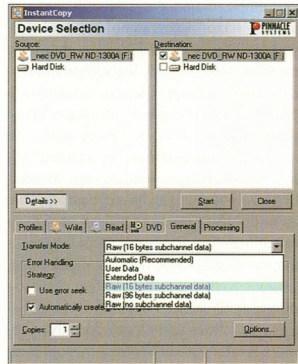 InstantCopy
Device Selection
PINNACLE
SYSTEMS
Source:
Destination:
_nec DVD_RW ND-1300A (F:)
Hard Disk
_nec DVD_RW ND-1300A (F:)
Hard Disk
Details >>
Start
Close
Profiles
Write
Read
DVD
General
Processing
Transfer Mode:
Raw (16 bytes subchannel data)
Automatic (Recommended)
User Data
Extended Data
Raw (16 bytes subchannel data)
Raw (96 bytes subchannel data)
Raw (no subchannel data)
Error Handling
Strategy:
Use error seek
Automatically create
Copies:
1
Options...